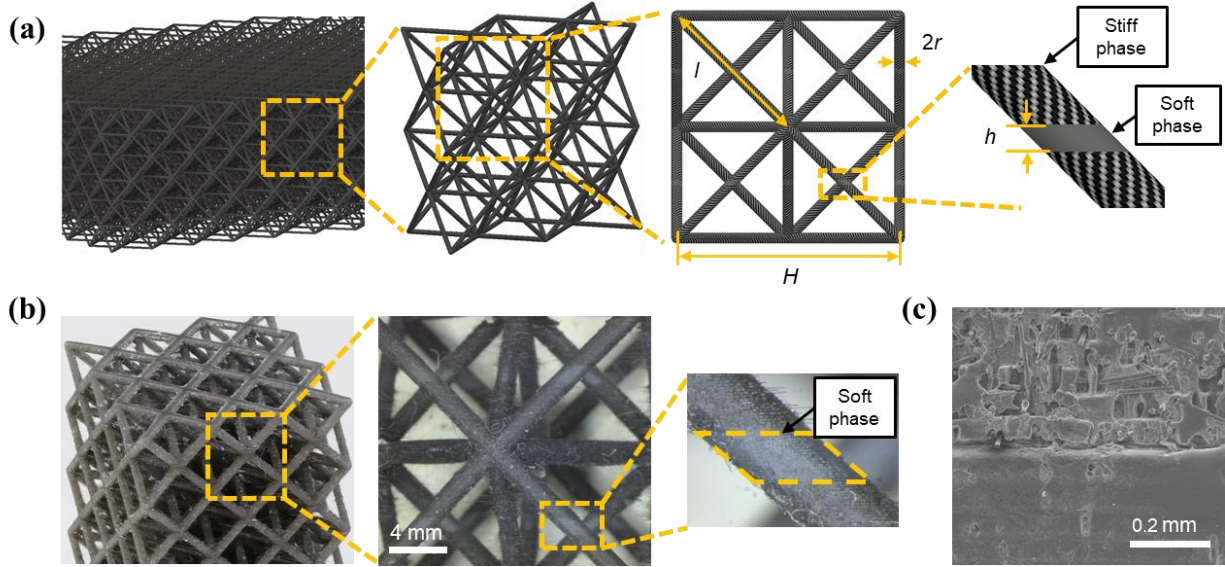 (a)
l
2r
h
Stiff
phase
Soft
phase
H
(b)
4 mm
Soft
phase
(c)
0.2 mm